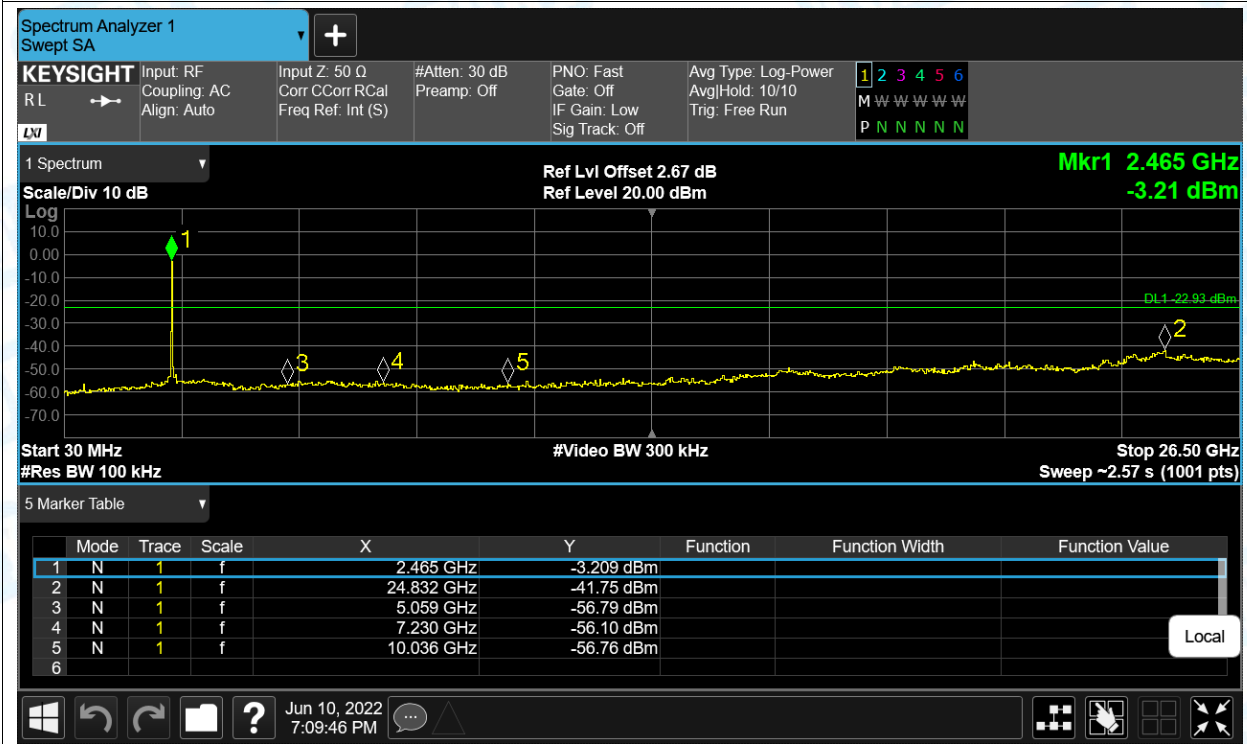 Spectrum Analyzer 1
Swept SA
KEYSIGHT Input: RF Input Z: 50 Ω #Atten: 30 dB PNO: Fast Avg Type: Log-Power 1 2 3 4 5 6
R L Coupling: AC Corr CCorr RCal Preamp: Off Gate: Off Avg|Hold: 10/10 M W W W W W W
Align: Auto Freq Ref: Int (S) IF Gain: Low Trig: Free Run
LXI Sig Track: Off P N N N N N N
1 Spectrum Ref Lvl Offset 2.67 dB Mkr1 2.465 GHz
Scale/Div 10 dB Ref Level 20.00 dBm -3.21 dBm
Log
10.0 1
0.00
-10.0
-20.0 DL1 -22.93 dBm
-30.0 2
-40.0
-50.0 3 4 5
-60.0
-70.0
Start 30 MHz #Video BW 300 kHz Stop 26.50 GHz
#Res BW 100 kHz Sweep ~2.57 s (1001 pts)
5 Marker Table
Mode Trace Scale X Y Function Function Width Function Value
1 N 1 f 2.465 GHz -3.209 dBm
2 N 1 f 24.832 GHz -41.75 dBm
3 N 1 f 5.059 GHz -56.79 dBm
4 N 1 f 7.230 GHz -56.10 dBm
5 N 1 f 10.036 GHz -56.76 dBm
6
Local
? Jun 10, 2022
7:09:46 PM